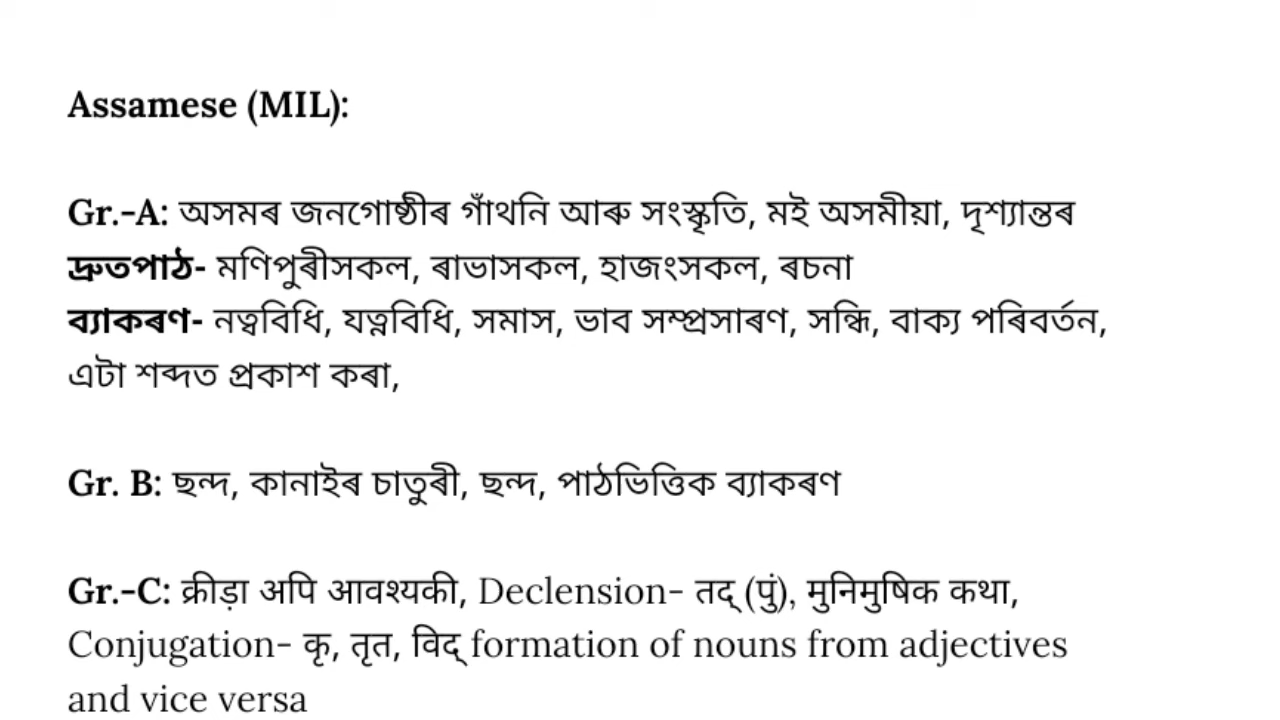 Assamese (MIL):
Gr.-A: অসমৰ জনগোষ্ঠীৰ গাঁথনি আৰু সংস্কৃতি, মই অসমীয়া, দৃশ্যান্তৰ
দ্ৰুতপাঠ- মণিপুৰীসকল, ৰাভাসকল, হাজংসকল, ৰচনা
ব্যাকৰণ- নত্ববিধি, যত্নবিধি, সমাস, ভাব সম্প্ৰসাৰণ, সন্ধি, বাক্য পৰিবৰ্তন,
এটা শব্দত প্ৰকাশ কৰা,
Gr. B: ছন্দ, কানাইৰ চাতুৰী, ছন্দ, পাঠভিত্তিক ব্যাকৰণ
Gr.-C: क्रीड़ा अपि आवश्यकी, Declension- तद् (पुं), मुनिमुषिक कथा,
Conjugation- कृ, तृत, विद् formation of nouns from adjectives
and vice versa